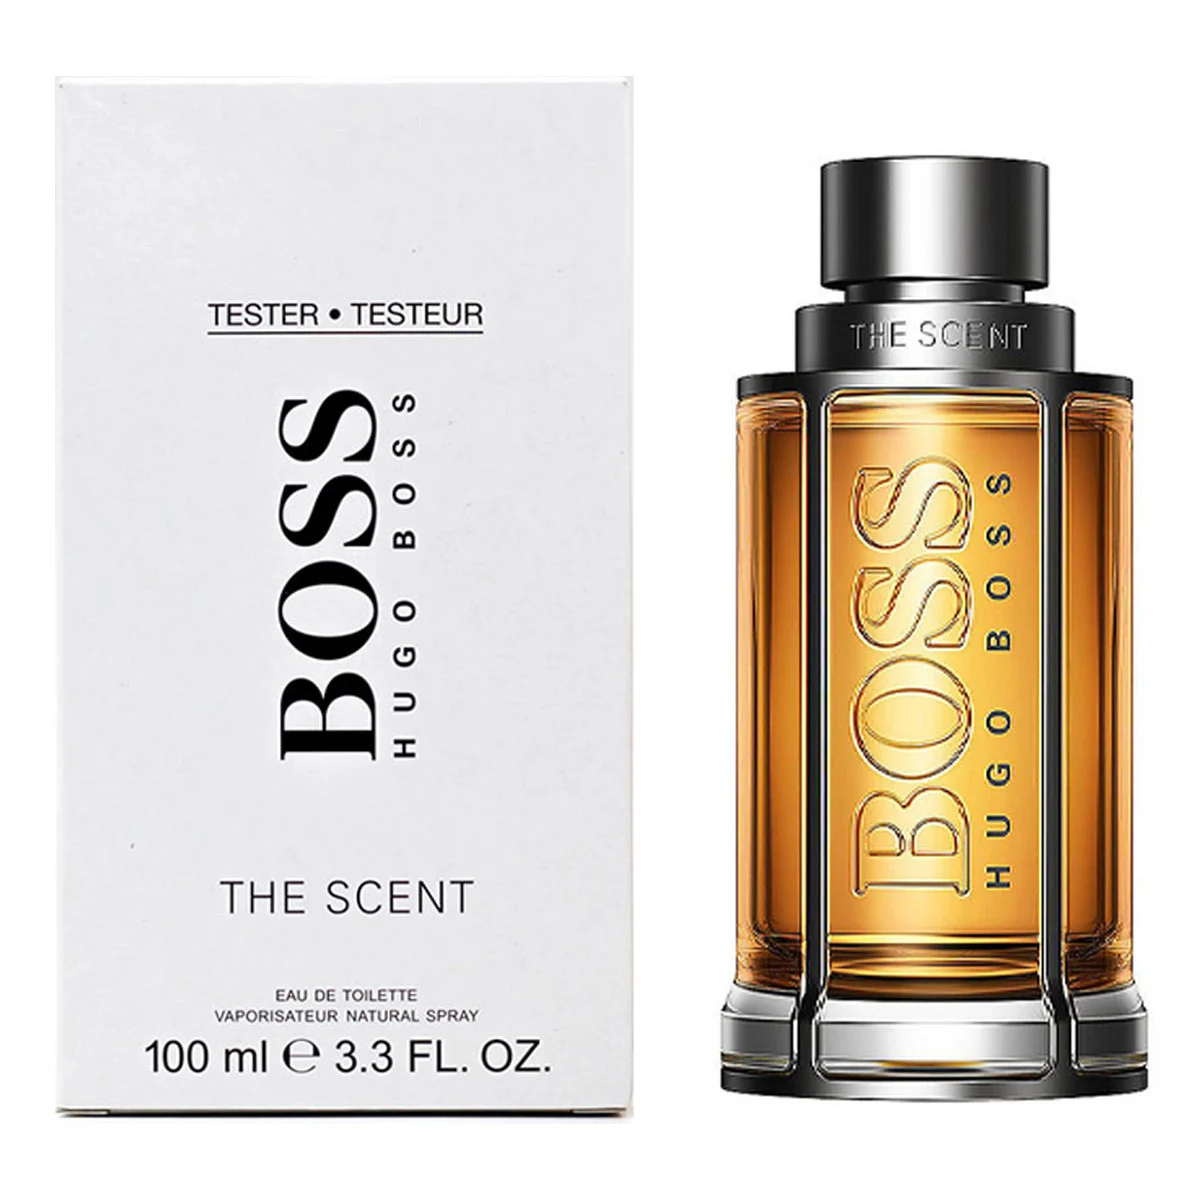 TESTER • TESTEUR
BOSS
HUGO BOSS
THE SCENT
EAU DE TOILETTE
VAPORISATEUR NATURAL SPRAY
100 ml ℮ 3.3 FL. OZ.
THE SCENT
BOSS
HUGO BOSS